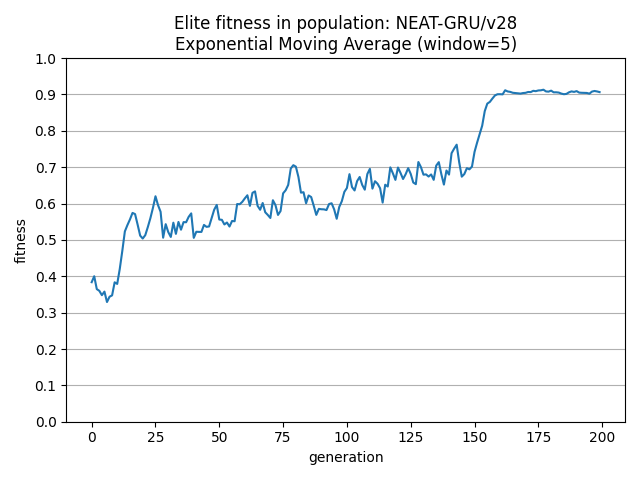 Elite fitness in population: NEAT-GRU/v28
Exponential Moving Average (window=5)
1.0
0.9
0.8
0.7
0.6
0.5
0.4
0.3
0.2
0.1
0.0
fitness
0 25 50 75 100 125 150 175 200
generation